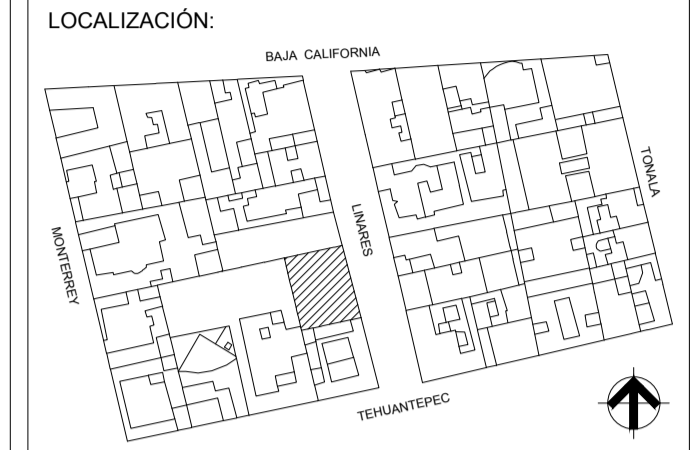 LOCALIZACIÓN:
BAJA CALIFORNIA
TONALA
LINARES
MONTERREY
TEHUANTEPEC